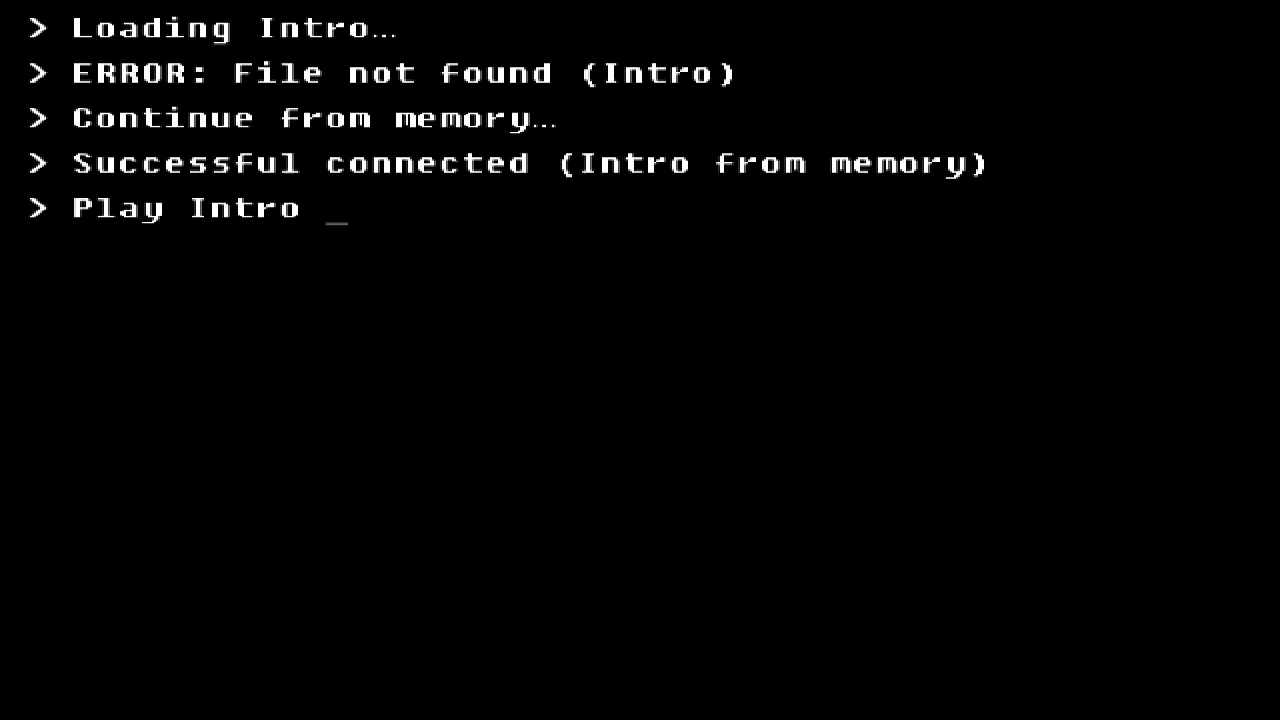 > Loading Intro…
> ERROR: File not found (Intro)
> Continue from memory…
> Successful connected (Intro from memory)
> Play Intro _